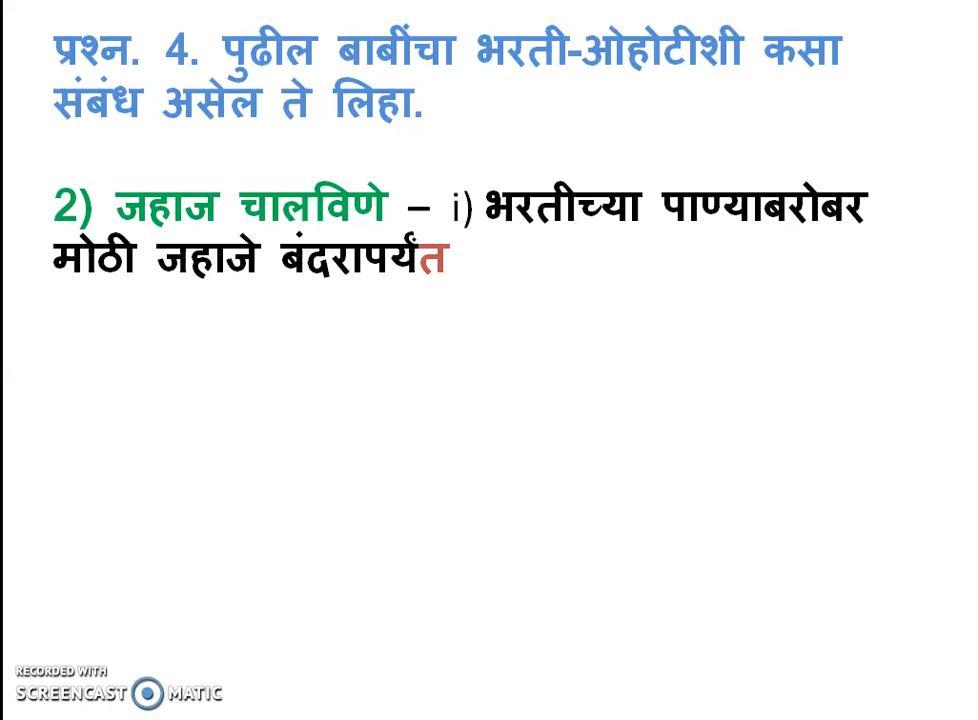 प्रश्न. 4. पुढील बाबींचा भरती-ओहोटीशी कसा
संबंध असेल ते लिहा.
2) जहाज चालविणे – i) भरतीच्या पाण्याबरोबर
मोठी जहाजे बंदरापर्यंत
RECORDED WITH
SCREENCAST MATIC